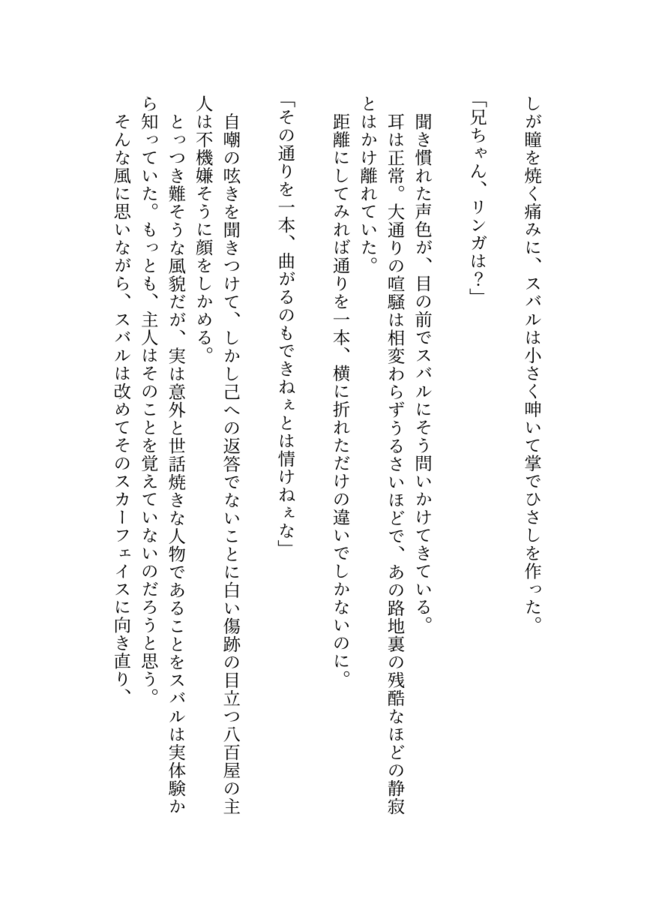 しが瞳を焼く痛みに、スバルは小さく呻いて掌でひさしを作った。
「兄ちゃん、リンガは？」
聞き慣れた声色が、目の前でスバルにそう問いかけてきている。
耳は正常。大通りの喧騒は相変わらずうるさいほどで、あの路地裏の残酷なほどの静寂
とはかけ離れていた。
距離にしてみれば通りを一本、横に折れただけの違いでしかないのに。
「その通りを一本、曲がるのもできねぇとは情けねぇな」
自嘲の呟きを聞きつけて、しかし己への返答でないことに白い傷跡の目立つ八百屋の主
人は不機嫌そうに顔をしかめる。
とっつき難そうな風貌だが、実は意外と世話焼きな人物であることをスバルは実体験か
ら知っていた。もっとも、主人はそのことを覚えていないのだろうと思う。
そんな風に思いながら、スバルは改めてそのスカーフェイスに向き直り、